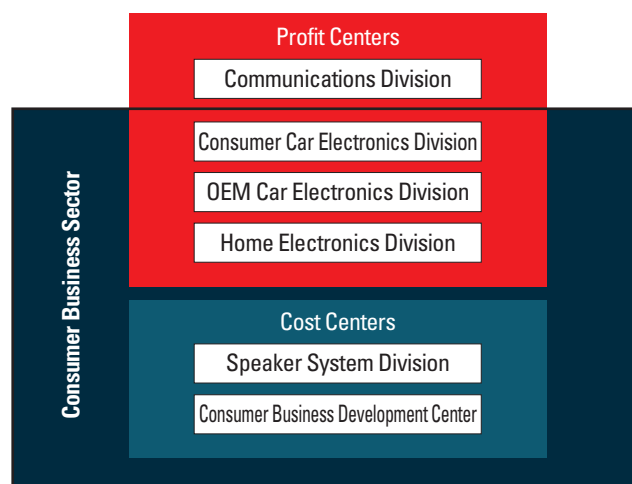 Profit Centers
Communications Division
Consumer Car Electronics Division
OEM Car Electronics Division
Home Electronics Division
Consumer Business Sector
Cost Centers
Speaker System Division
Consumer Business Development Center